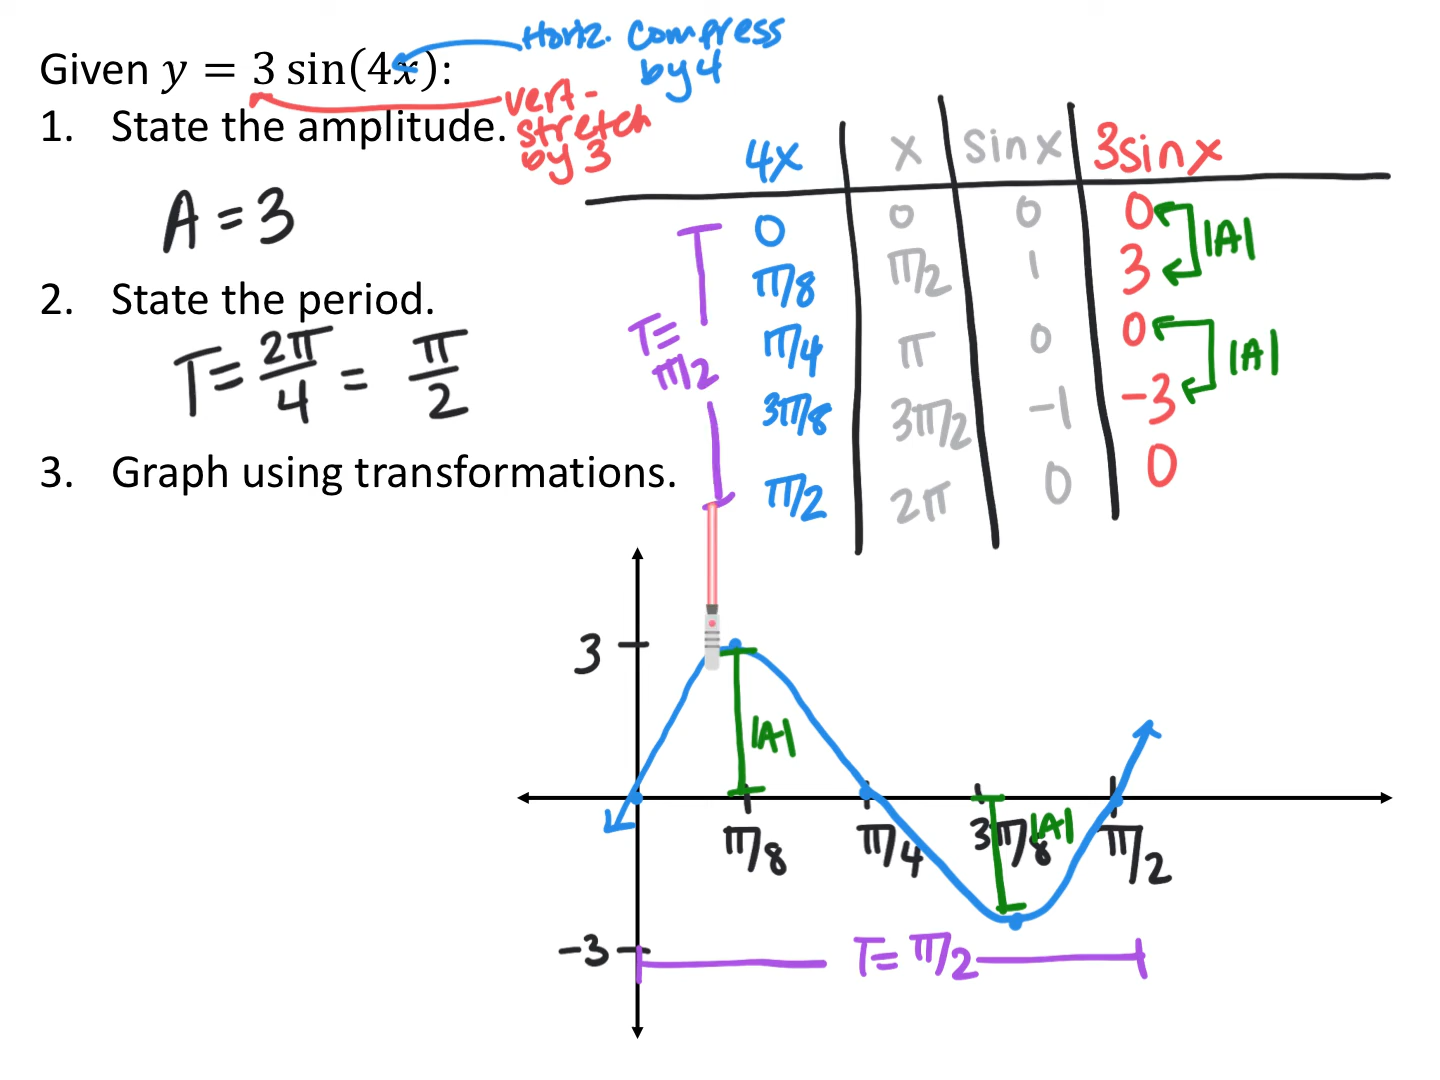 Given y = 3 sin(4x):
Horiz. compress
by 4
1. State the amplitude.
vert-
stretch
by 3
A = 3
2. State the period.
T = 2π/4 = π/2
3. Graph using transformations.
4x x sin x 3sin x
0 0 0 0
π/8 π/2 1 3
π/4 π 0 0
3π/8 3π/2 -1 -3
π/2 2π 0 0
T=
π/2
|A|
|A|
3
|A|
π/8 π/4 3π/8 π/2
|A|
-3
T = π/2